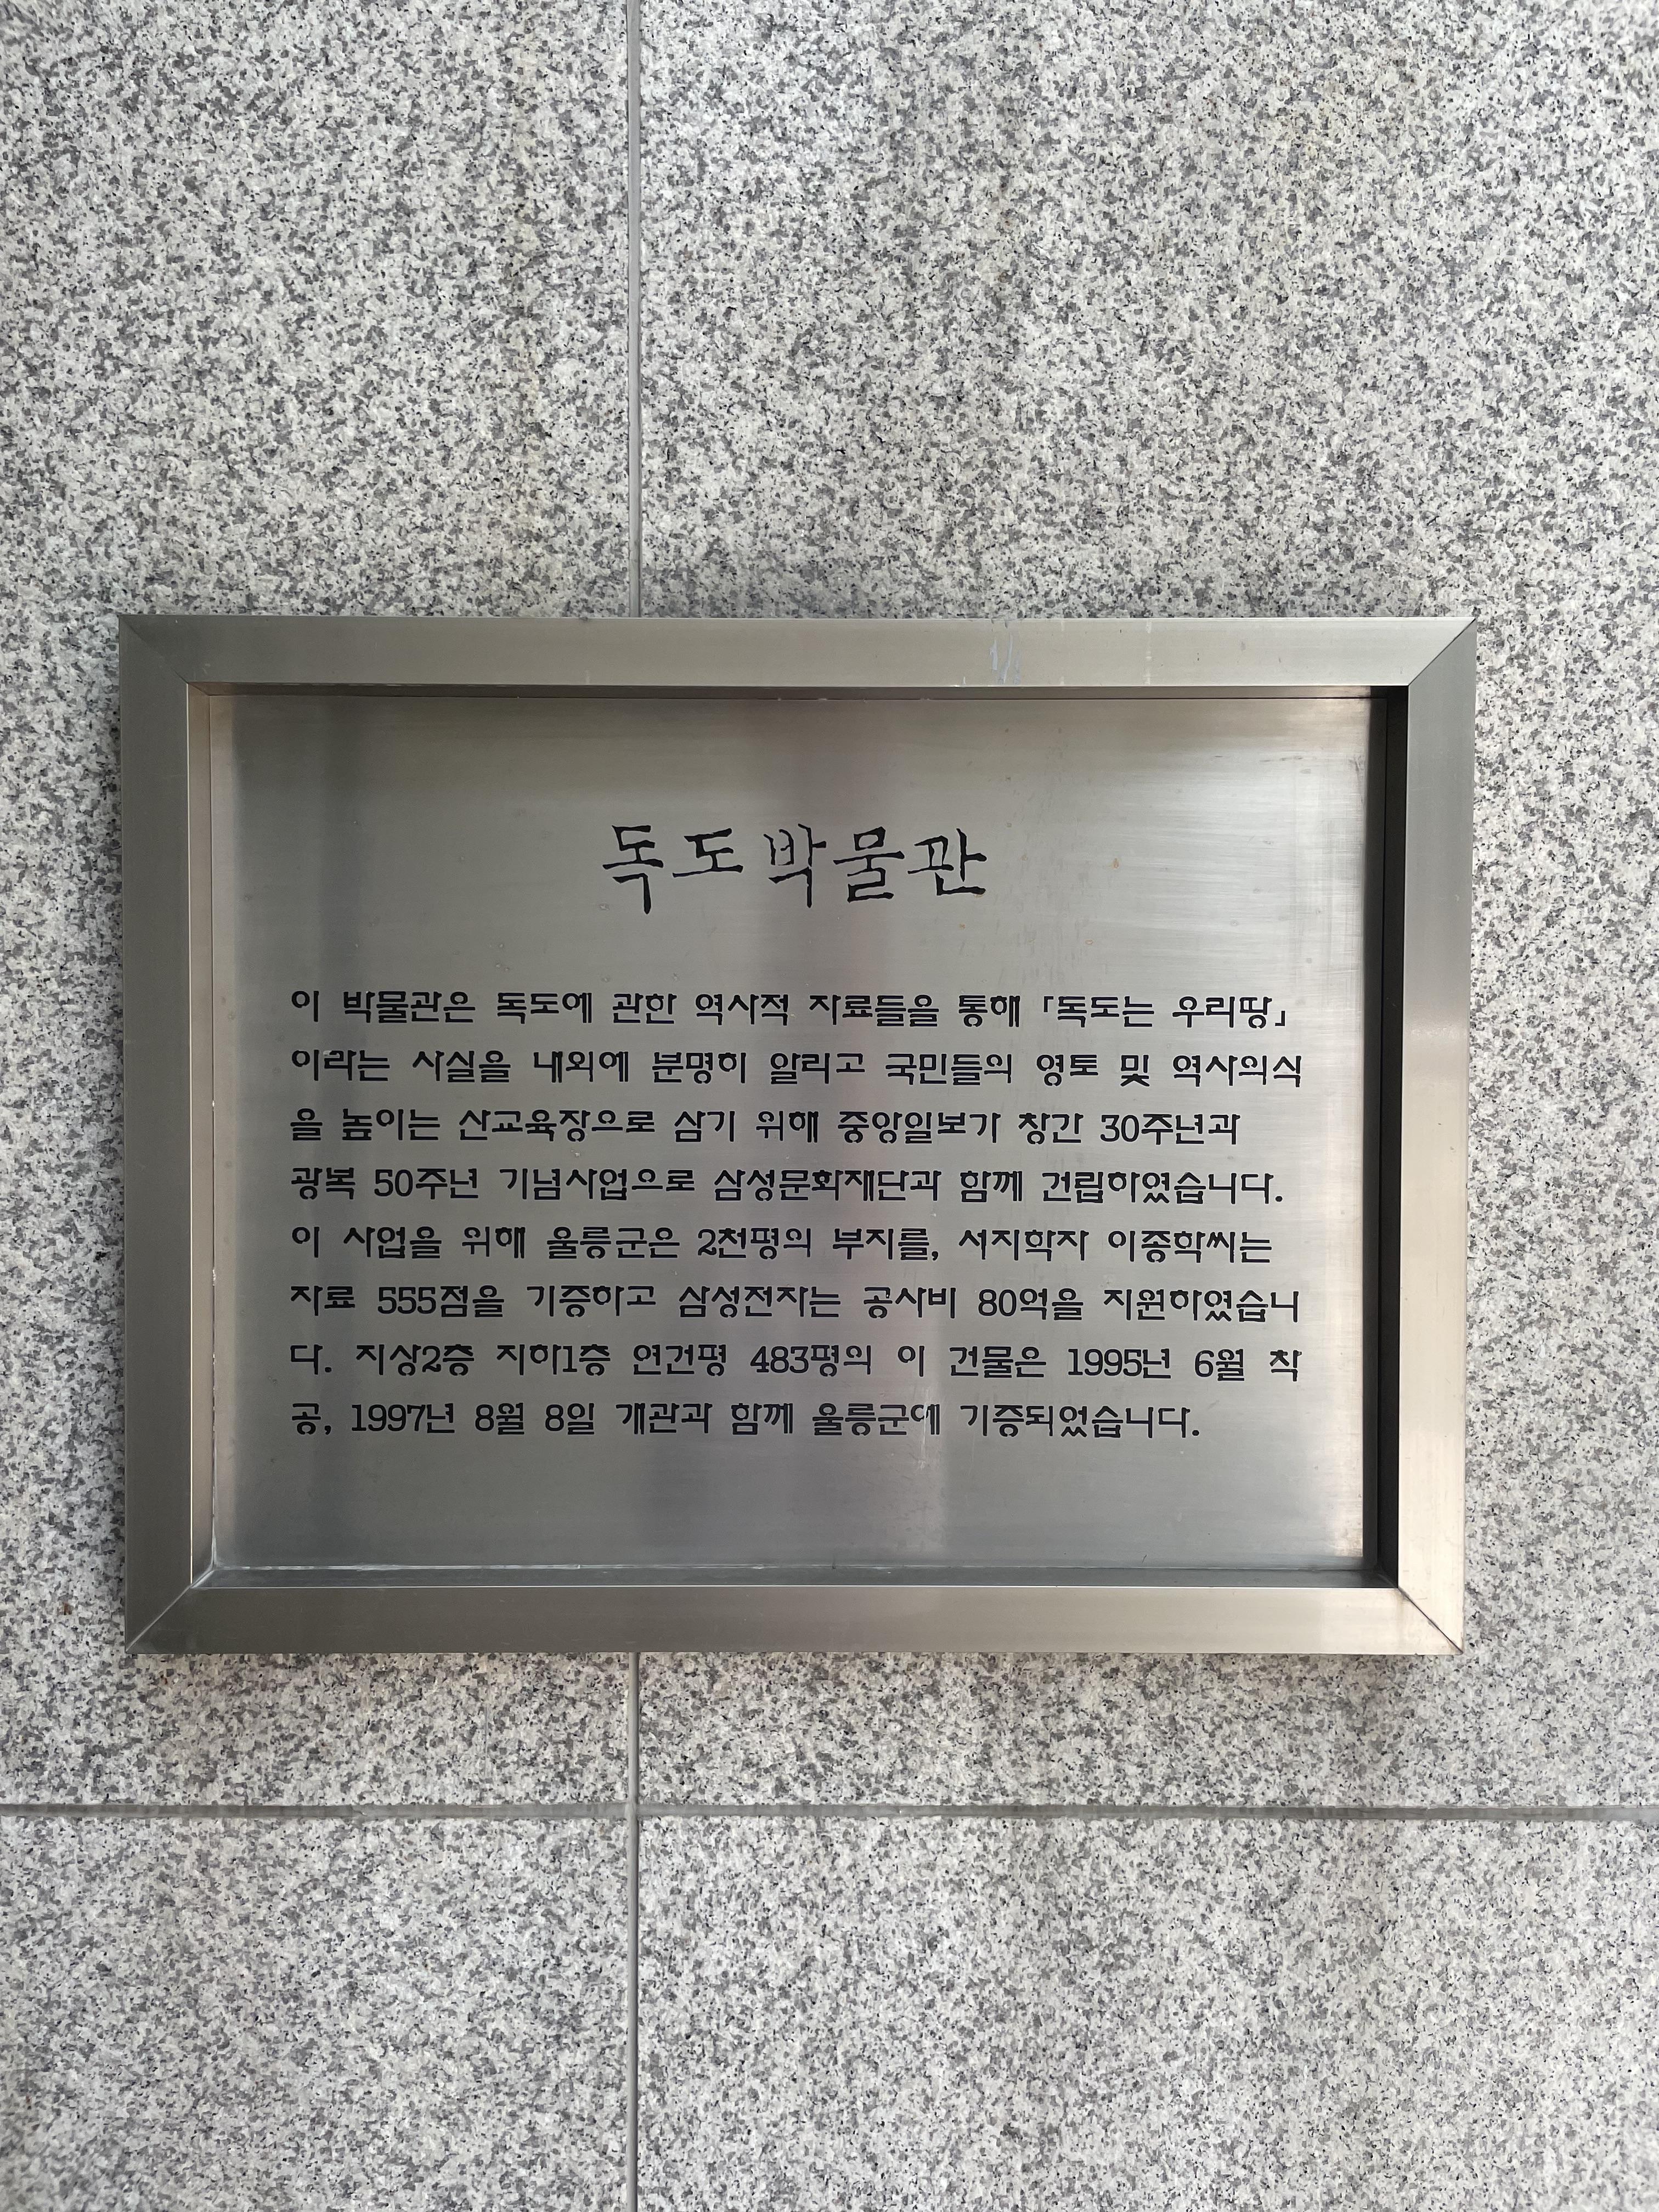 독도박물관
이 박물관은 독도에 관한 역사적 자료들을 통해 「독도는 우리땅」
이라는 사실을 내외에 분명히 알리고 국민들의 영토 및 역사의식
을 높이는 산교육장으로 삼기 위해 중앙일보가 창간 30주년과
광복 50주년 기념사업으로 삼성문화재단과 함께 건립하였습니다.
이 사업을 위해 울릉군은 2천평의 부지를, 서지학자 이종학씨는
자료 555점을 기증하고 삼성전자는 공사비 80억을 지원하였습니
다. 지상2층 지하1층 연건평 483평의 이 건물은 1995년 6월 착
공, 1997년 8월 8일 개관과 함께 울릉군에 기증되었습니다.